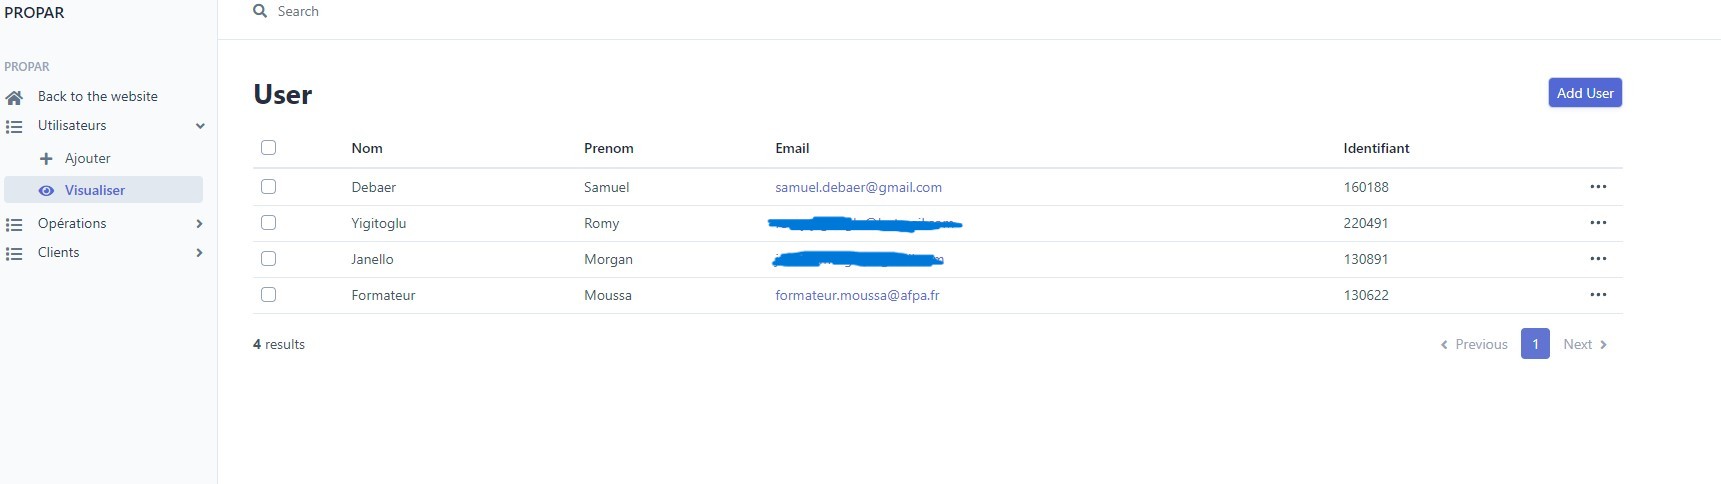 PROPAR
Search
PROPAR
Back to the website
Utilisateurs
Ajouter
Visualiser
Opérations
Clients
User
Add User
Nom Prenom Email Identifiant
Debaer Samuel samuel.debaer@gmail.com 160188
Yigitoglu Romy 220491
Janello Morgan 130891
Formateur Moussa formateur.moussa@afpa.fr 130622
4 results
Previous 1 Next